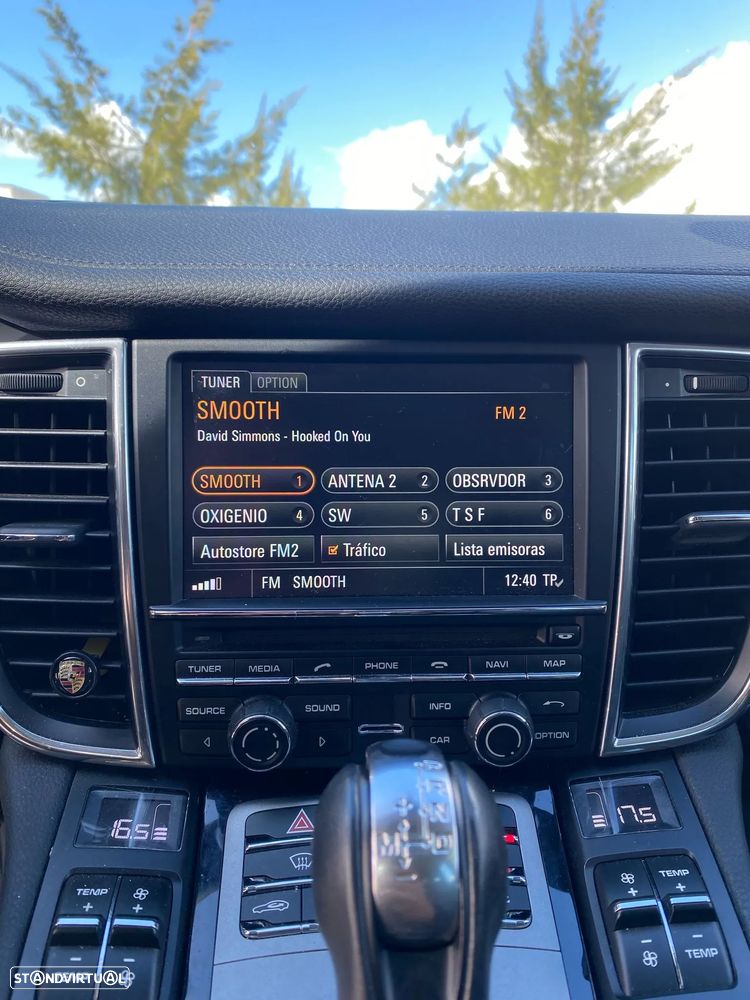 TUNER OPTION
SMOOTH FM 2
David Simmons - Hooked On You
SMOOTH 1 ANTENA 2 2 OBSRVDOR 3
OXIGENIO 4 SW 5 T S F 6
Autostore FM2 Tráfico Lista emisoras
FM SMOOTH 12:40 TP
TUNER MEDIA PHONE NAVI MAP
SOURCE SOUND INFO
CAR OPTION
16.5 17.5
P
R
N
M D
TEMP + + + TEMP +
- - - - TEMP
STANDVIRTUAL